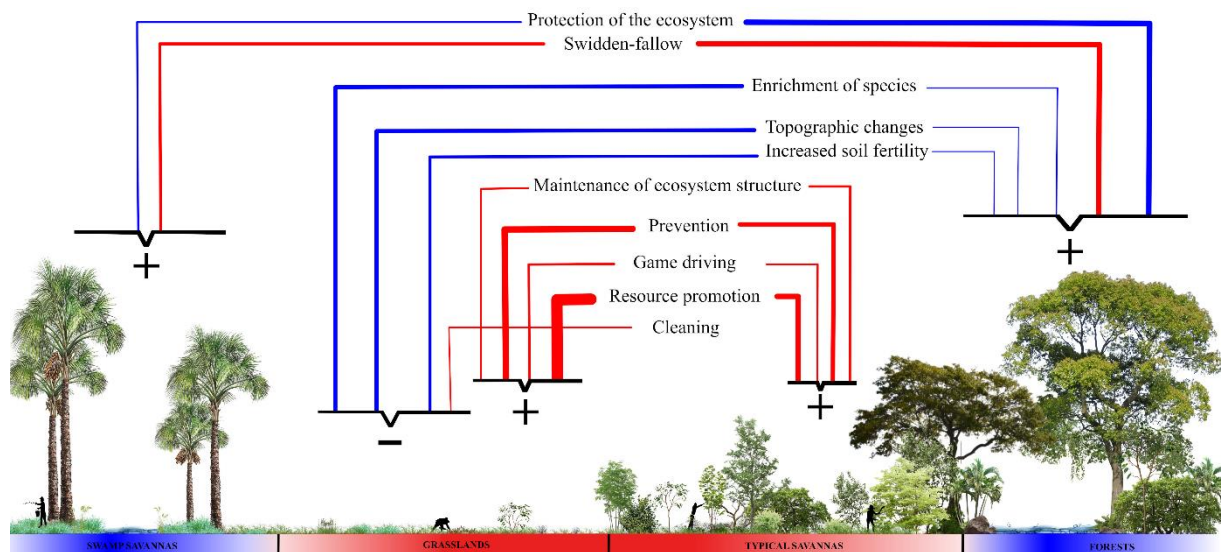 Protection of the ecosystem
Swidden-fallow
Enrichment of species
Topographic changes
Increased soil fertility
Maintenance of ecosystem structure
Prevention
+
+
Game driving
Resource promotion
Cleaning
+
+
−
SWAMP SAVANNAS
GRASSLANDS
TYPICAL SAVANNAS
FORESTS